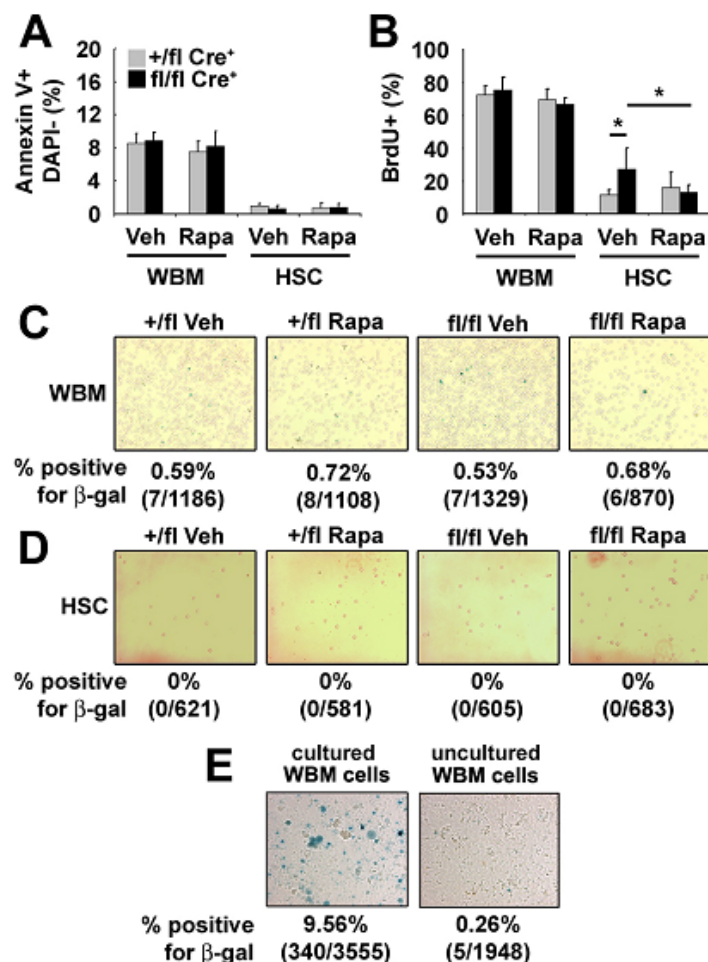 A
Annexin V+
DAPI- (%)
20
16
12
8
4
0
+/fl Cre+
fl/fl Cre+
Veh Rapa Veh Rapa
WBM HSC
B
BrdU+ (%)
100
80
60
40
20
0
*
*
Veh Rapa Veh Rapa
WBM HSC
C
+/fl Veh +/fl Rapa fl/fl Veh fl/fl Rapa
WBM
% positive 0.59% 0.72% 0.53% 0.68%
for β-gal (7/1186) (8/1108) (7/1329) (6/870)
D
+/fl Veh +/fl Rapa fl/fl Veh fl/fl Rapa
HSC
% positive 0% 0% 0% 0%
for β-gal (0/621) (0/581) (0/605) (0/683)
E
cultured uncultured
WBM cells WBM cells
% positive 9.56% 0.26%
for β-gal (340/3555) (5/1948)